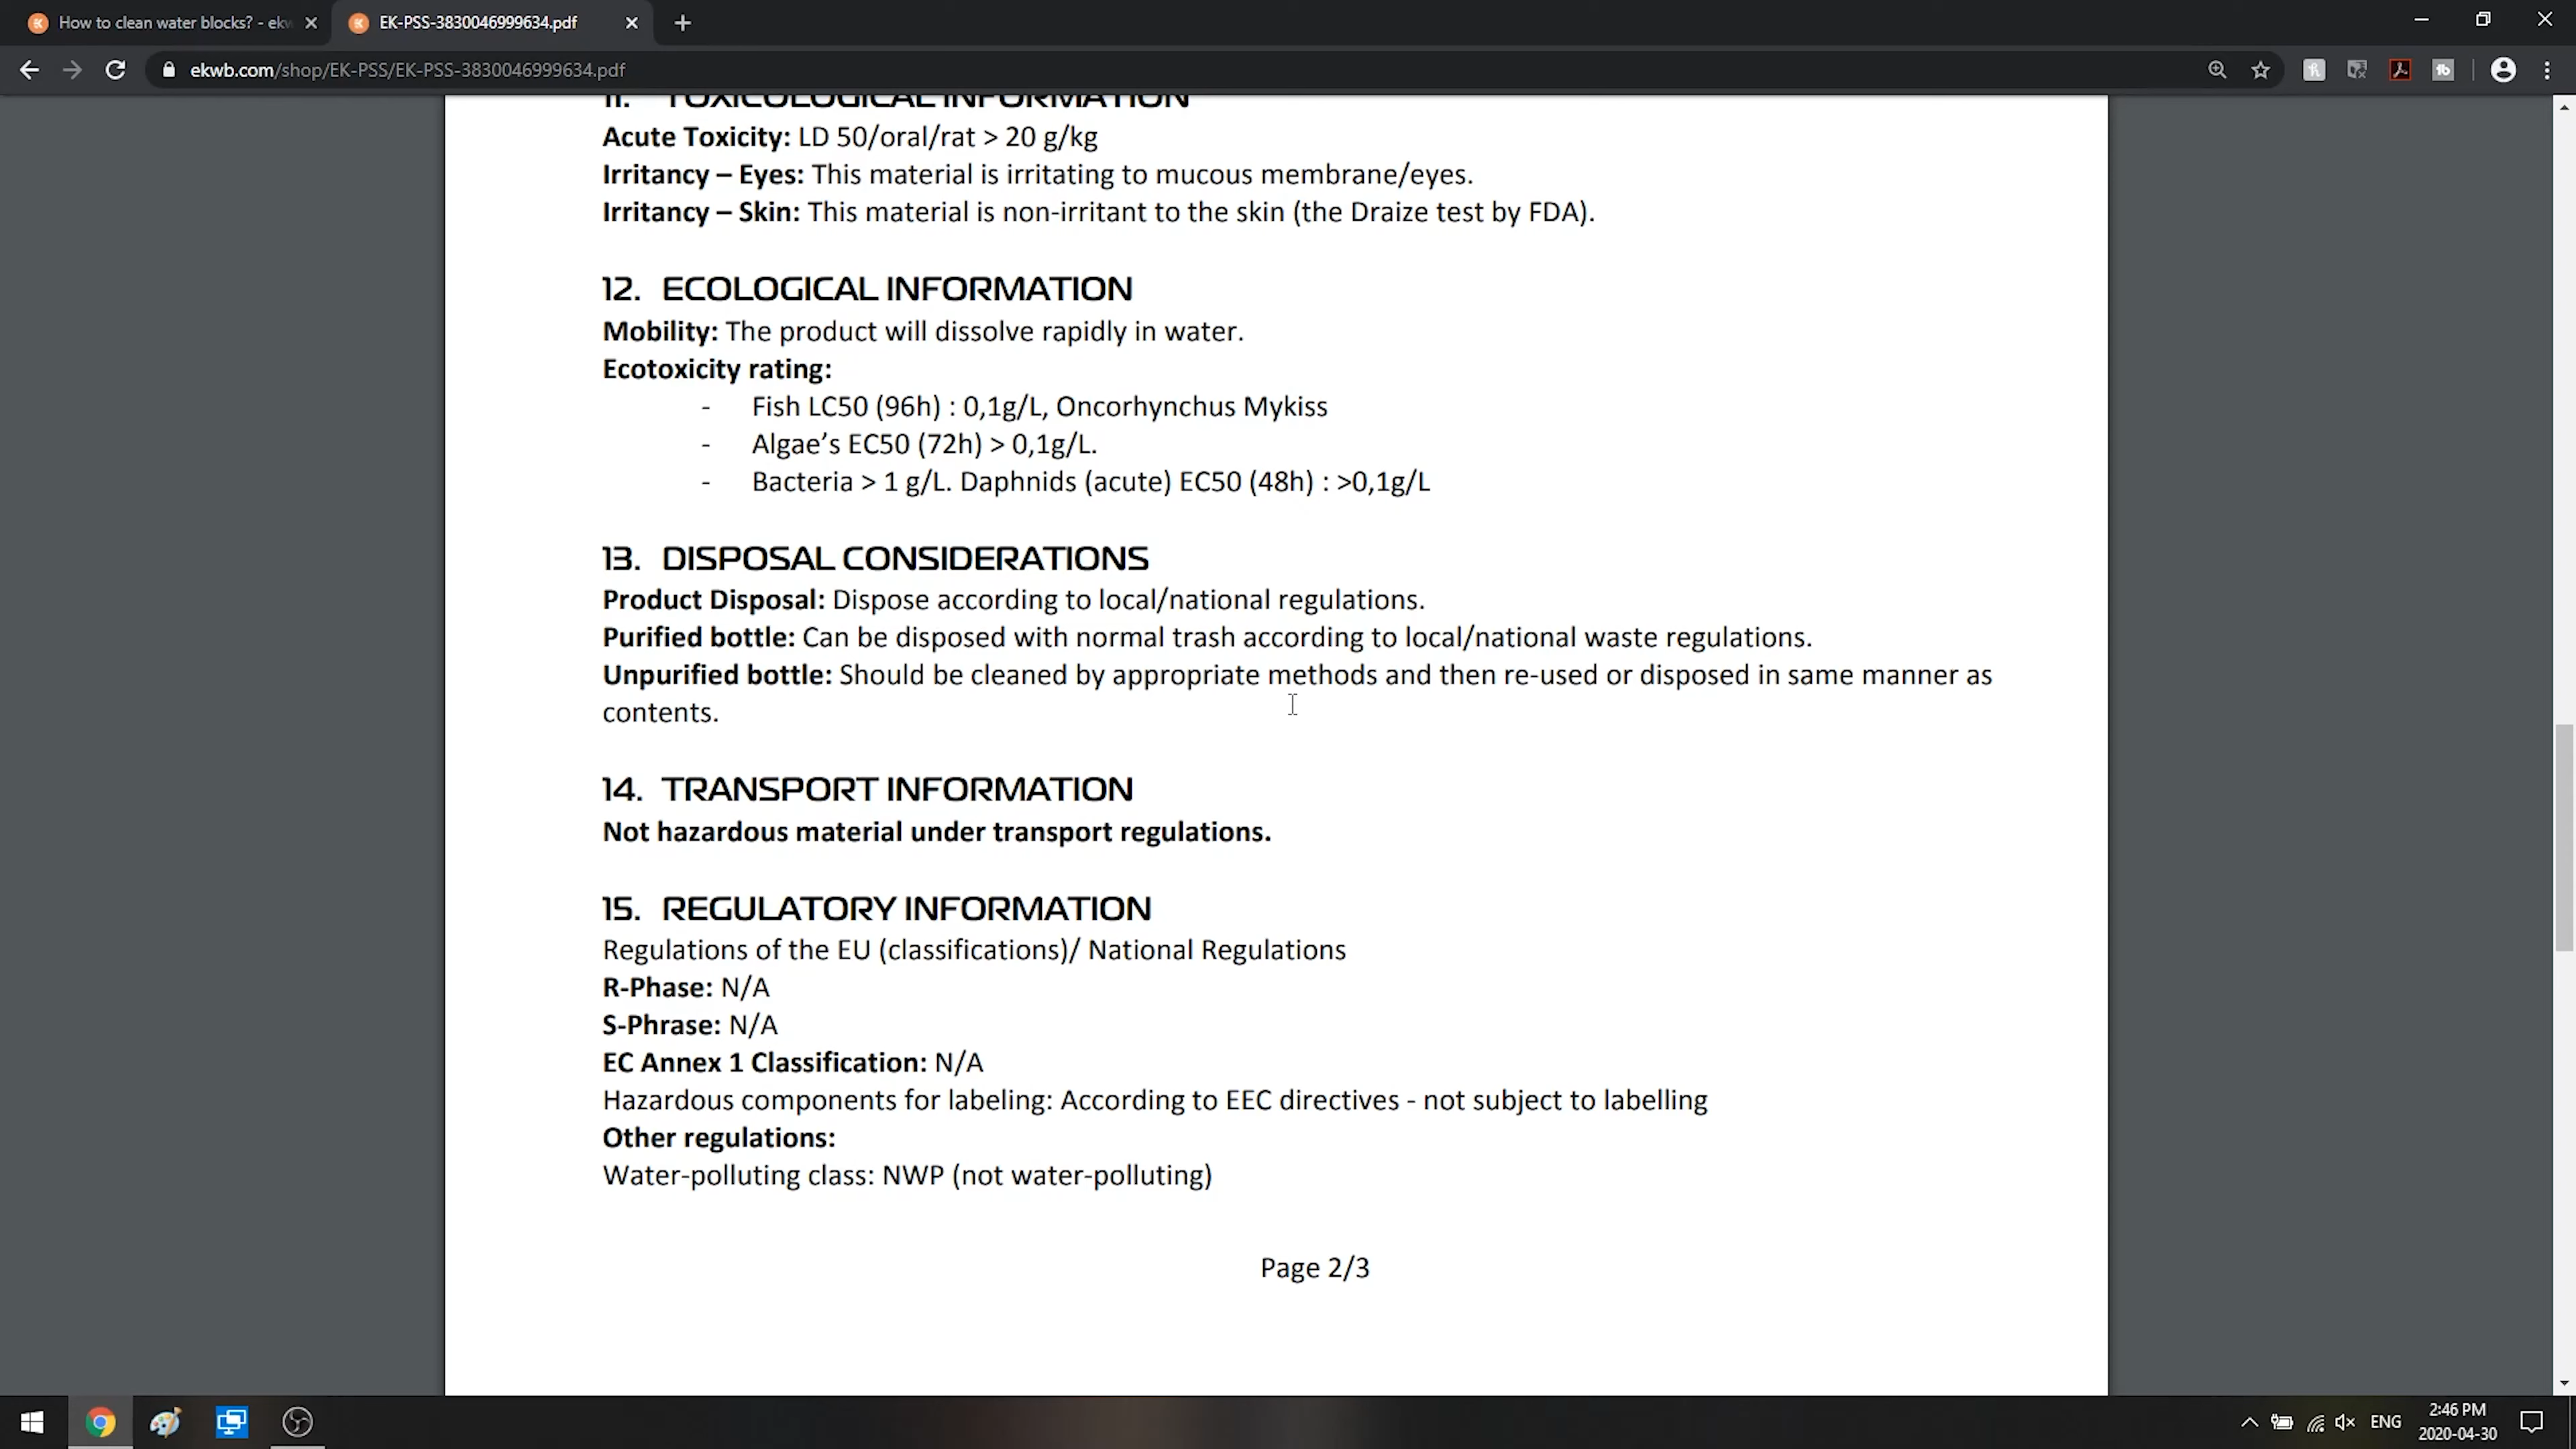 How to clean water blocks? - ekw
EK-PSS-3830046999634.pdf
ekwb.com/shop/EK-PSS/EK-PSS-3830046999634.pdf
11. TOXICOLOGICAL INFORMATION
Acute Toxicity: LD 50/oral/rat > 20 g/kg
Irritancy – Eyes: This material is irritating to mucous membrane/eyes.
Irritancy – Skin: This material is non-irritant to the skin (the Draize test by FDA).
12. ECOLOGICAL INFORMATION
Mobility: The product will dissolve rapidly in water.
Ecotoxicity rating:
- Fish LC50 (96h) : 0,1g/L, Oncorhynchus Mykiss
- Algae’s EC50 (72h) > 0,1g/L.
- Bacteria > 1 g/L. Daphnids (acute) EC50 (48h) : >0,1g/L
13. DISPOSAL CONSIDERATIONS
Product Disposal: Dispose according to local/national regulations.
Purified bottle: Can be disposed with normal trash according to local/national waste regulations.
Unpurified bottle: Should be cleaned by appropriate methods and then re-used or disposed in same manner as
contents.
14. TRANSPORT INFORMATION
Not hazardous material under transport regulations.
15. REGULATORY INFORMATION
Regulations of the EU (classifications)/ National Regulations
R-Phase: N/A
S-Phrase: N/A
EC Annex 1 Classification: N/A
Hazardous components for labeling: According to EEC directives - not subject to labelling
Other regulations:
Water-polluting class: NWP (not water-polluting)
Page 2/3
ENG
2:46 PM
2020-04-30